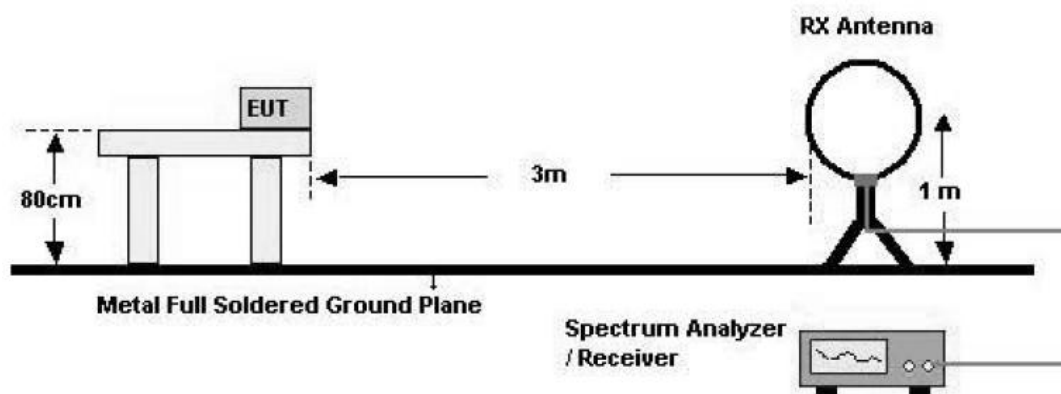 RX Antenna
EUT
80cm
3m
1 m
Metal Full Soldered Ground Plane
Spectrum Analyzer
/ Receiver